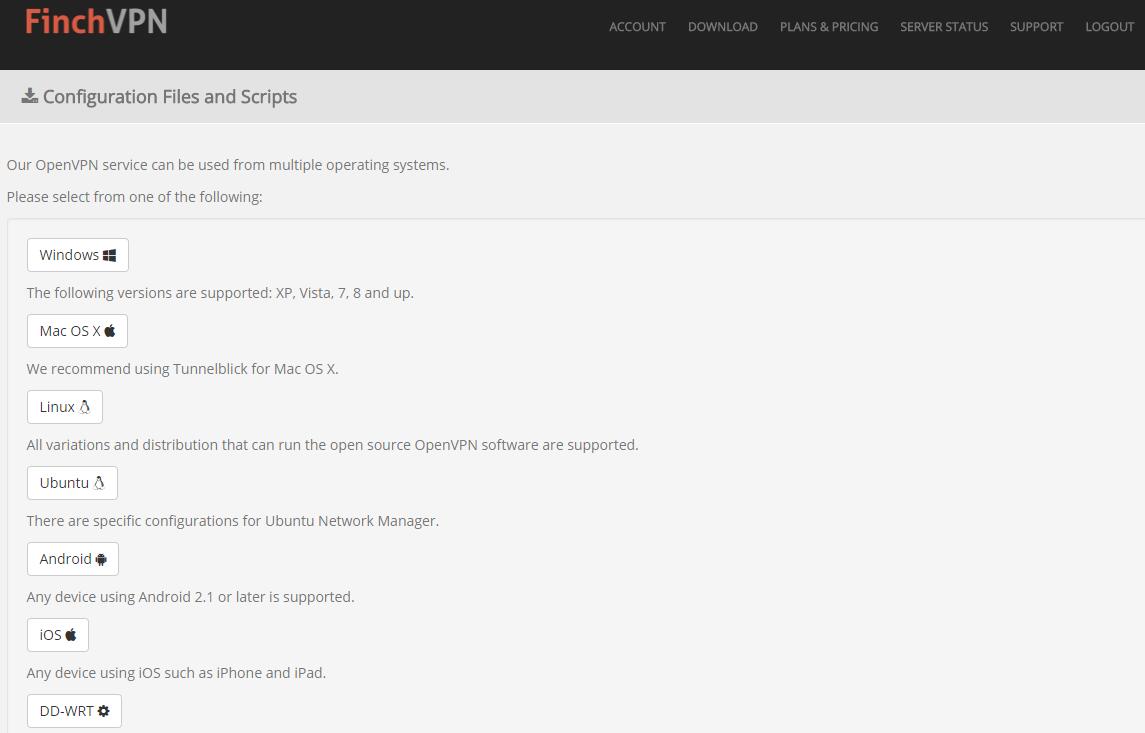 FinchVPN
ACCOUNT DOWNLOAD PLANS & PRICING SERVER STATUS SUPPORT LOGOUT
Configuration Files and Scripts
Our OpenVPN service can be used from multiple operating systems.
Please select from one of the following:
Windows
The following versions are supported: XP, Vista, 7, 8 and up.
Mac OS X
We recommend using Tunnelblick for Mac OS X.
Linux
All variations and distribution that can run the open source OpenVPN software are supported.
Ubuntu
There are specific configurations for Ubuntu Network Manager.
Android
Any device using Android 2.1 or later is supported.
iOS
Any device using iOS such as iPhone and iPad.
DD-WRT